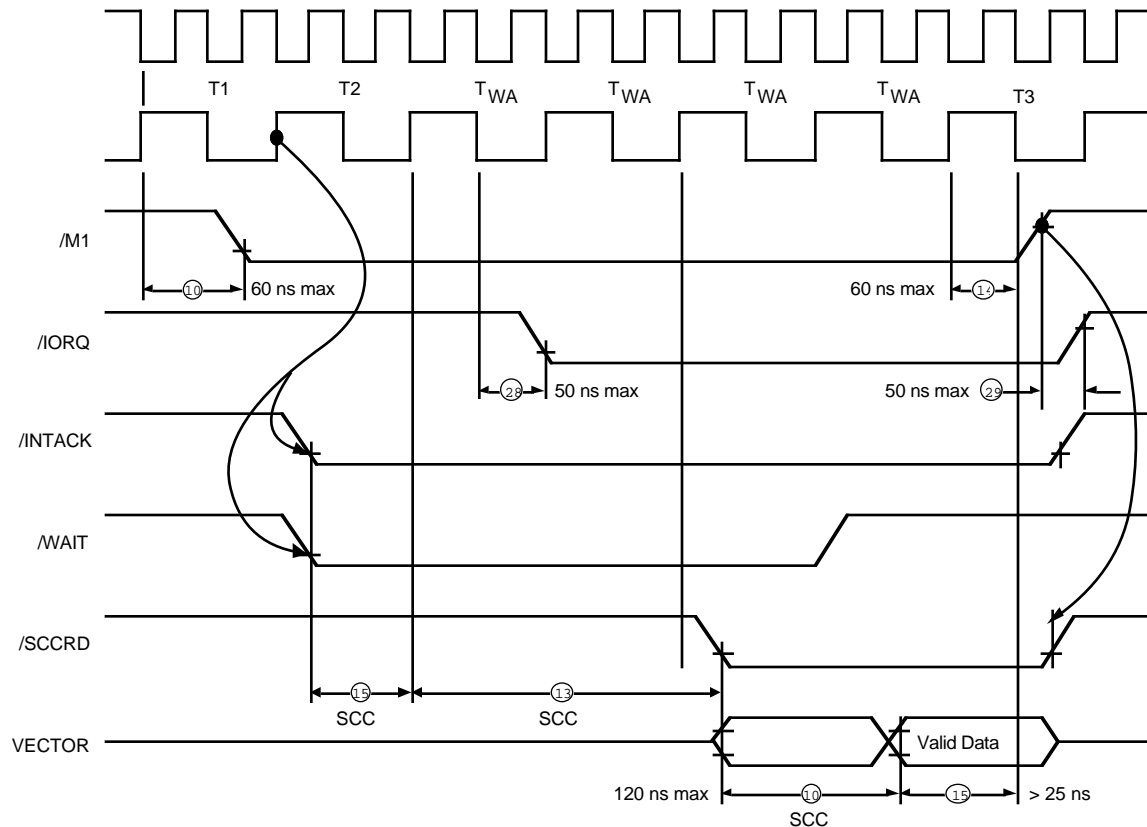 T1 T2 TWA TWA TWA TWA T3
/M1
10 60 ns max 60 ns max 14
/IORQ
28 50 ns max 50 ns max 29
/INTACK
/WAIT
/SCCRD
15 13
SCC SCC
VECTOR Valid Data
120 ns max 10 15 > 25 ns
SCC